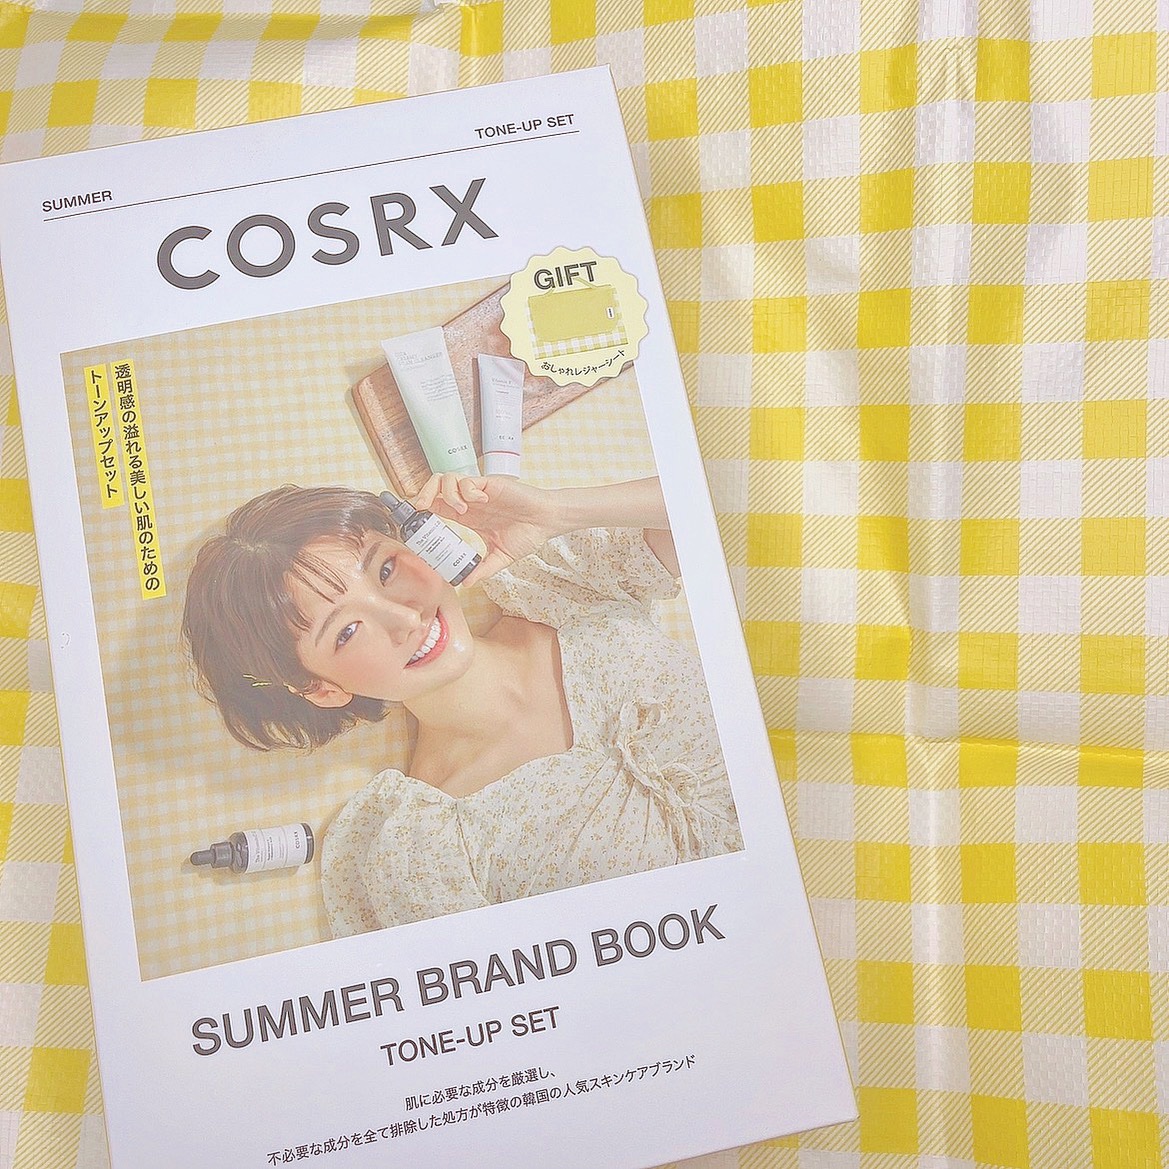 SUMMER
TONE-UP SET
COSRX
GIFT
おしゃれレジャーシート
透明感の溢れる美しい肌のための
トーンアップセット
COSRX
COSRX
COSRX
SUMMER BRAND BOOK
TONE-UP SET
肌に必要な成分を厳選し、
不必要な成分を全て排除した処方が特徴の韓国の人気スキンケアブランド